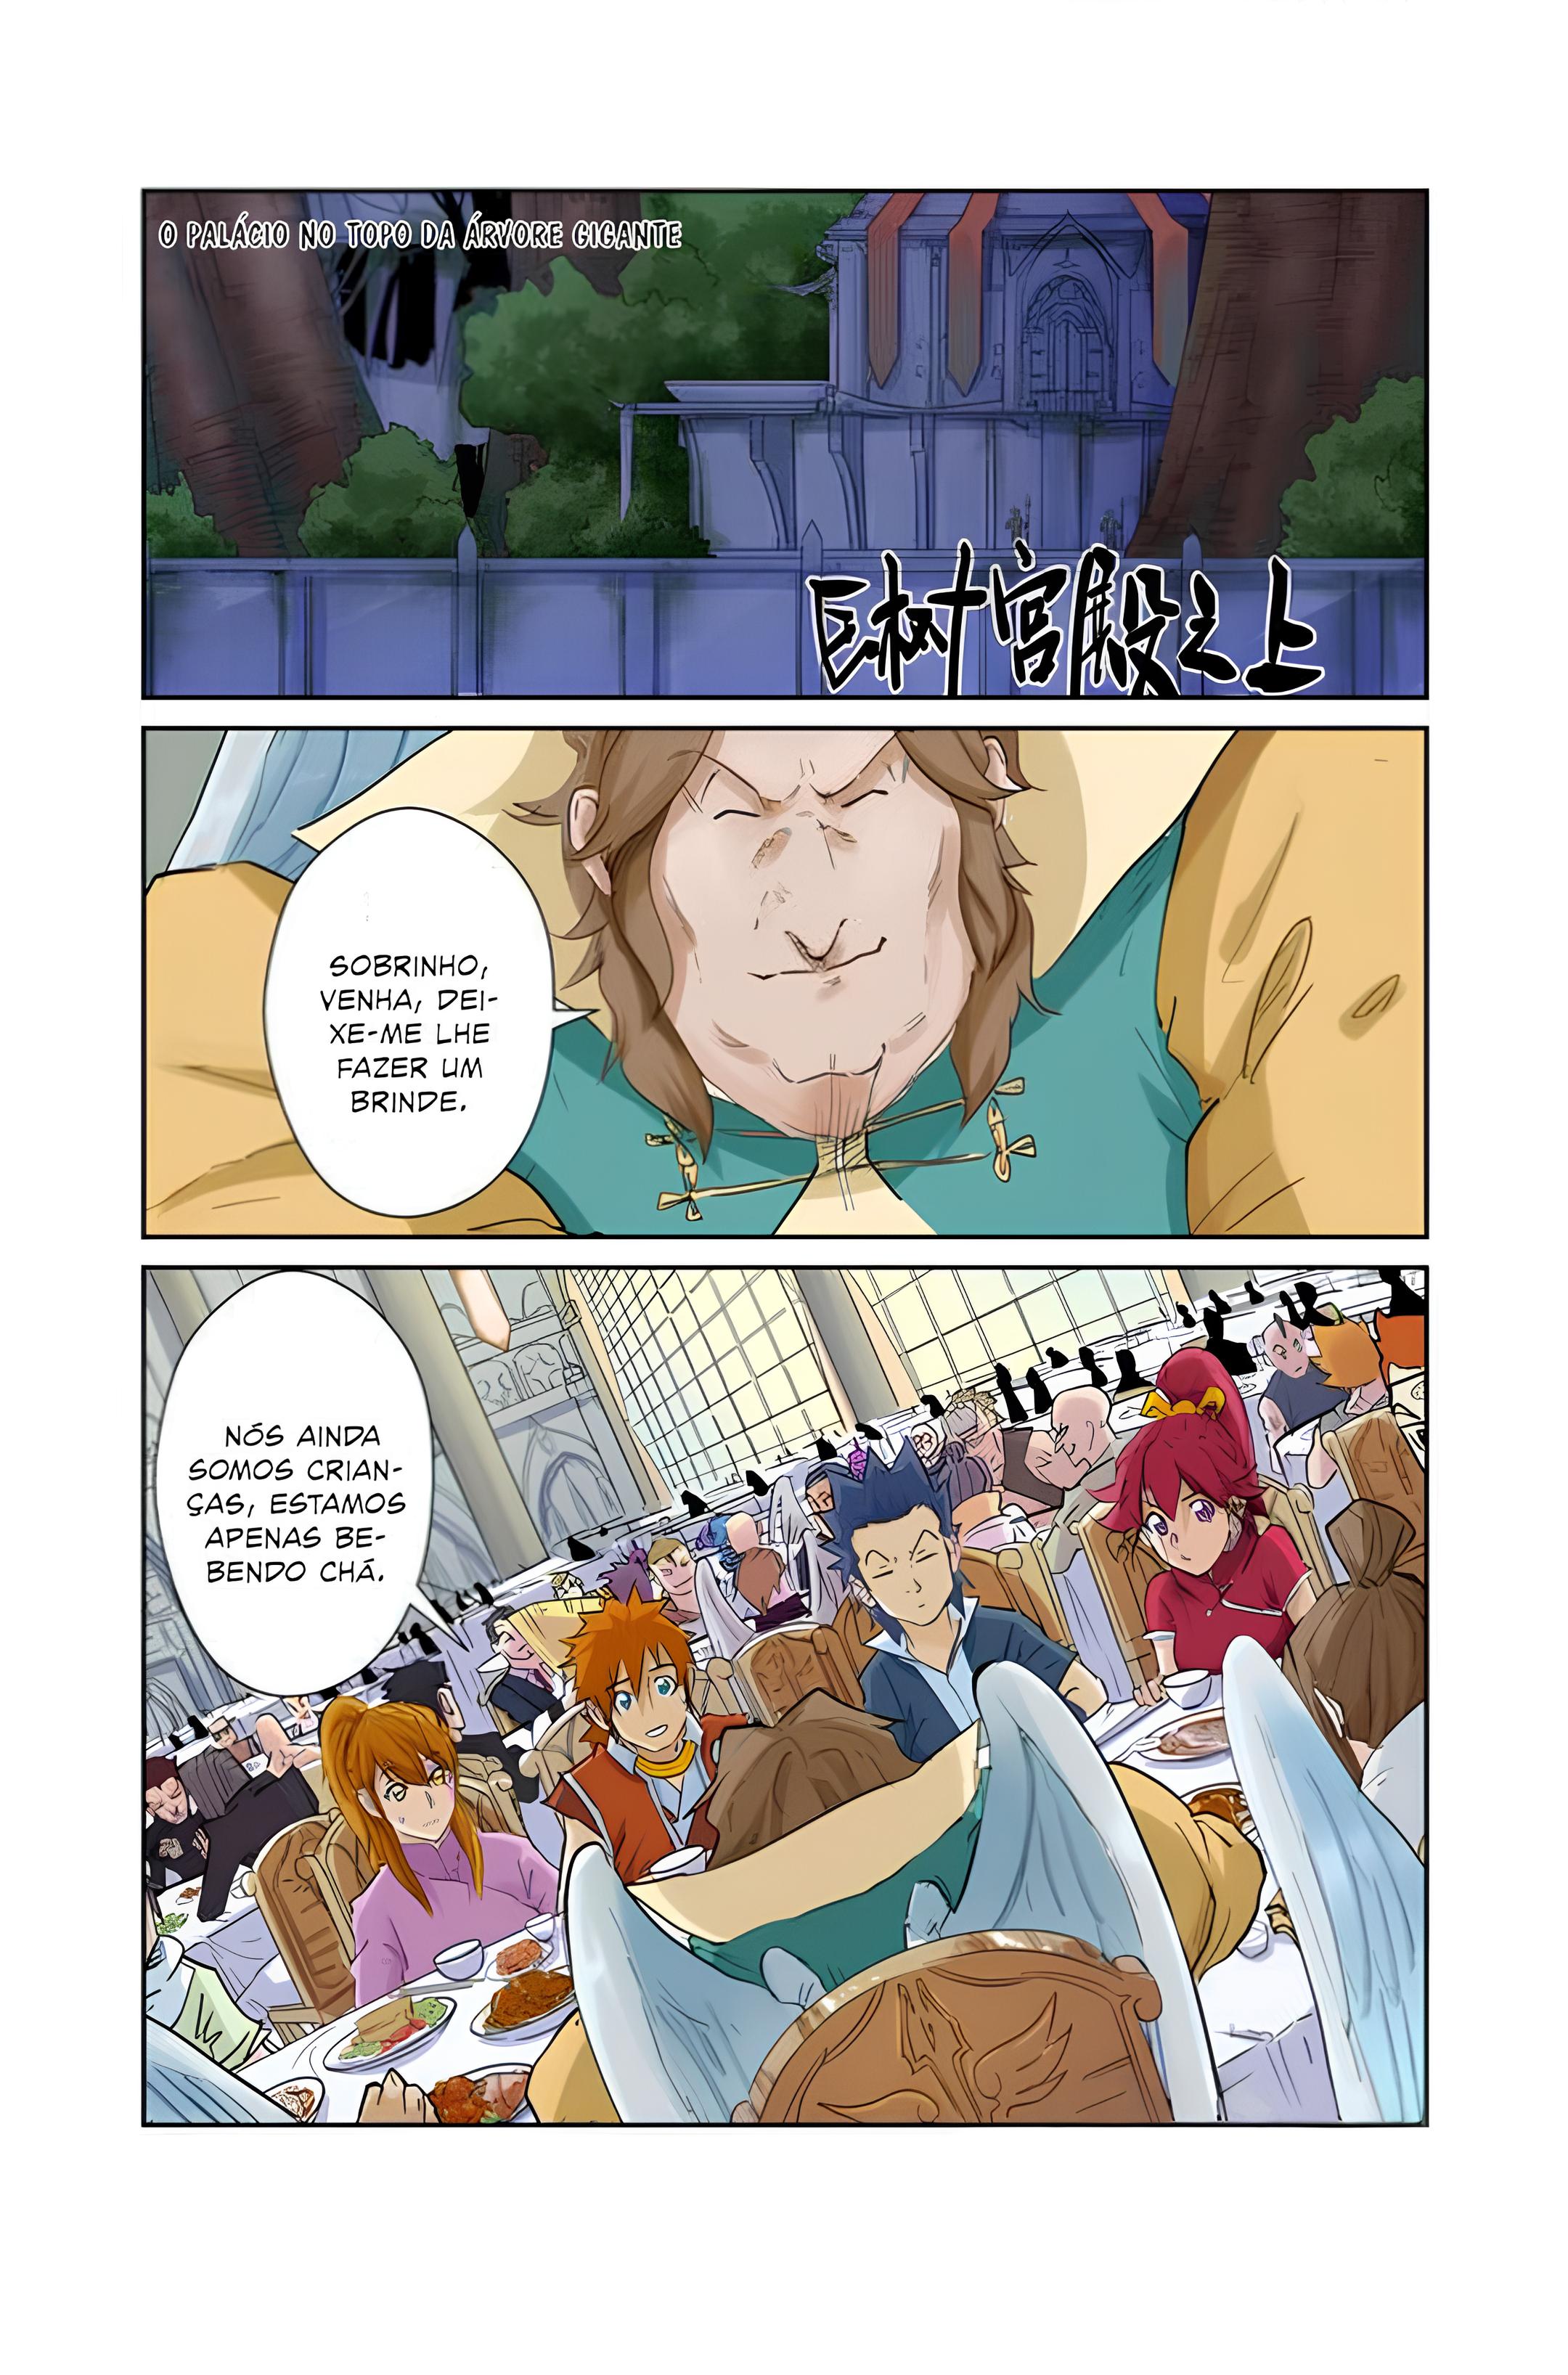 O PALÁCIO NO TOPO DA ÁRVORE GIGANTE
巨树宫殿之上
SOBRINHO,
VENHA, DEI-
XE-ME LHE
FAZER UM
BRINDE.
NÓS AINDA
SOMOS CRIAN-
ÇAS, ESTAMOS
APENAS BE-
BENDO CHÁ.